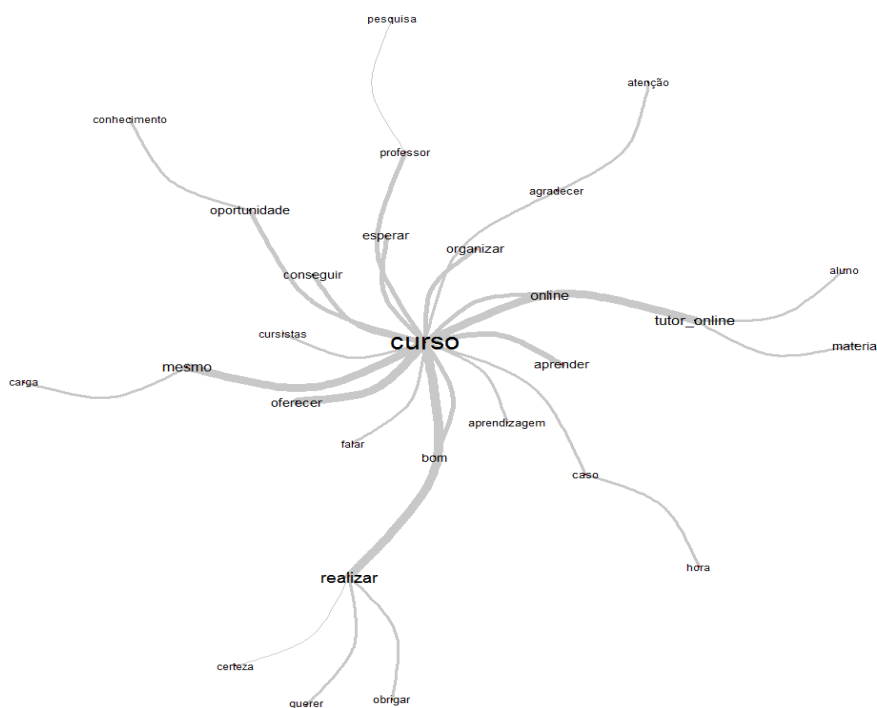 pesquisa
atenção
conhecimento
professor
agradecer
oportunidade
esperar
organizar
conseguir
aluno
online
tutor_online
cursistas
curso
materia
mesmo
aprender
carga
oferecer
aprendizagem
falar
bom
caso
hora
realizar
certeza
querer
obrigar